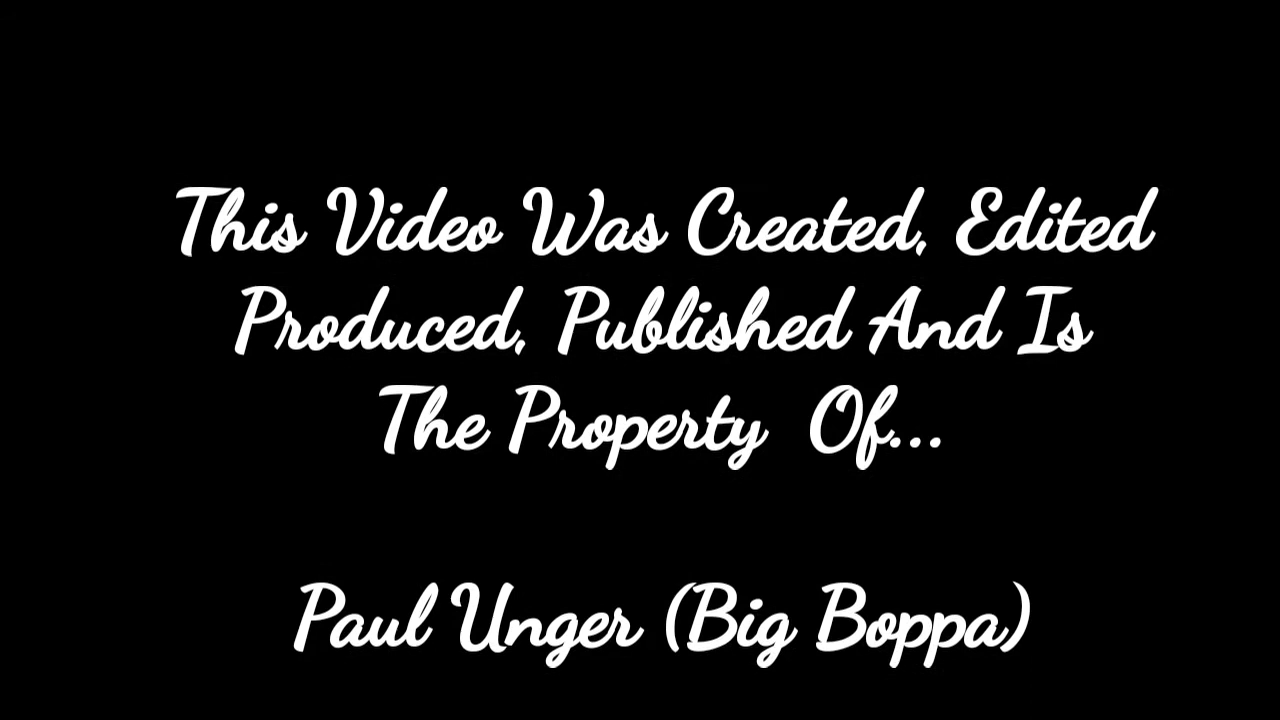 This Video Was Created, Edited
Produced, Published And Is
The Property Of...
Paul Unger (Big Boppa)